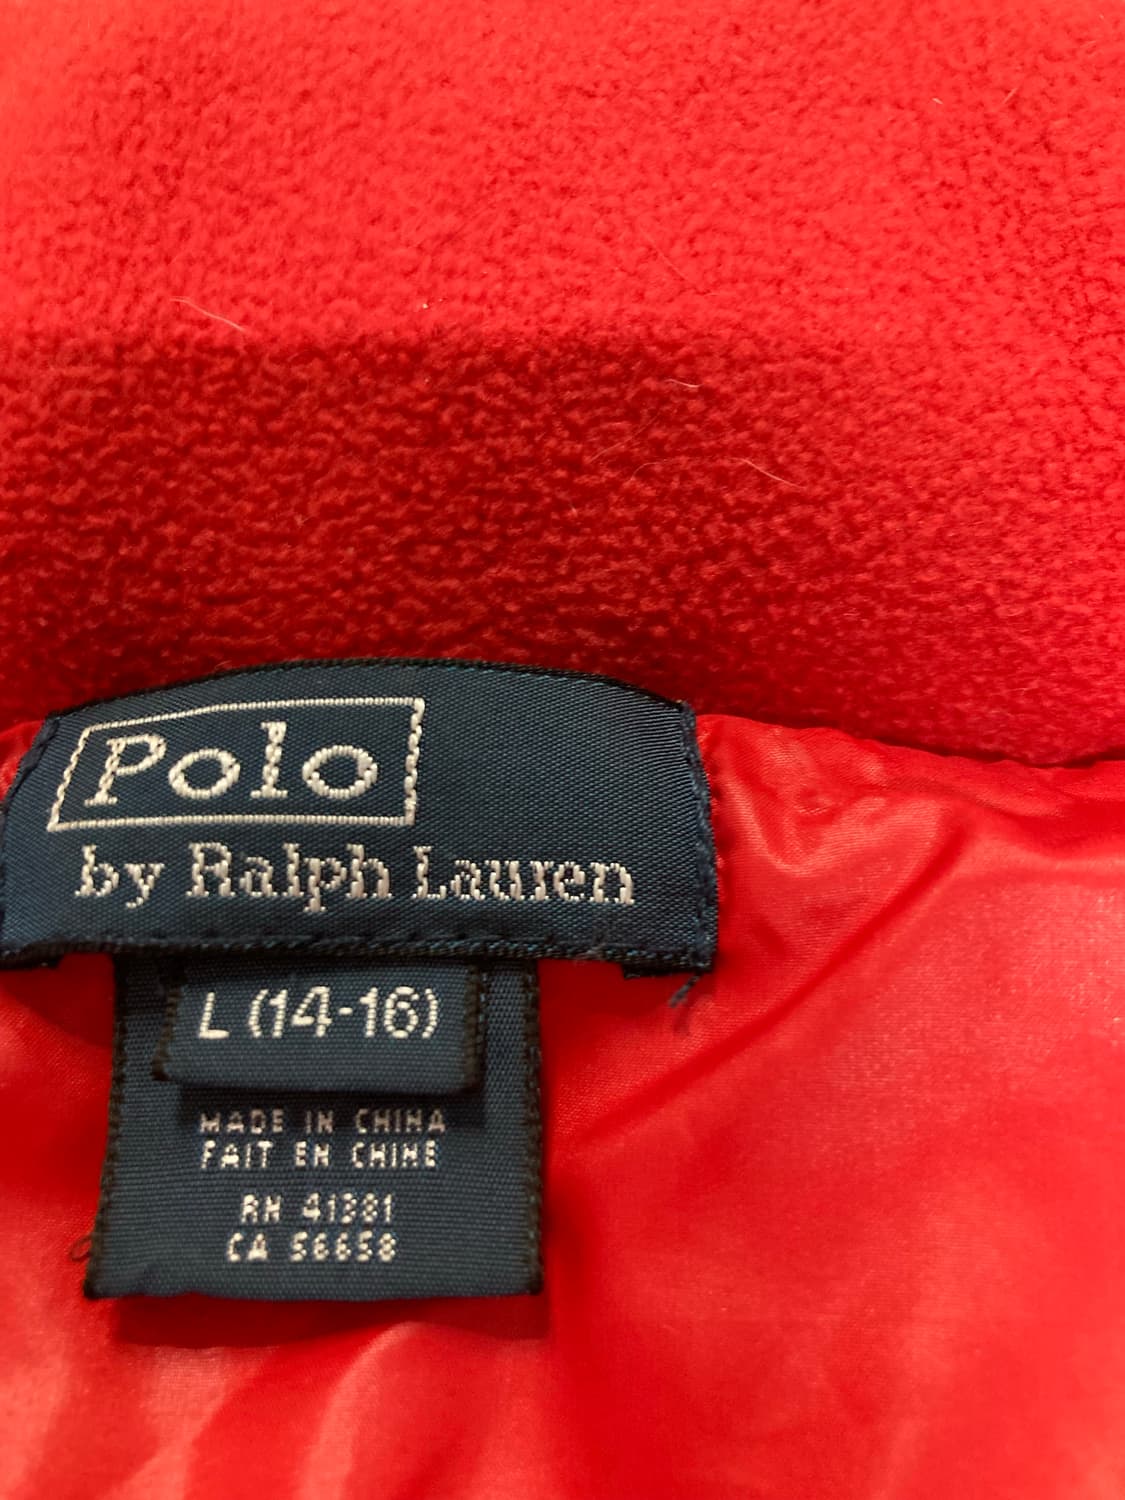 Polo
by Ralph Lauren
L (14-16)
MADE IN CHINA
FAIT EN CHINE
RN 41381
CA 56658